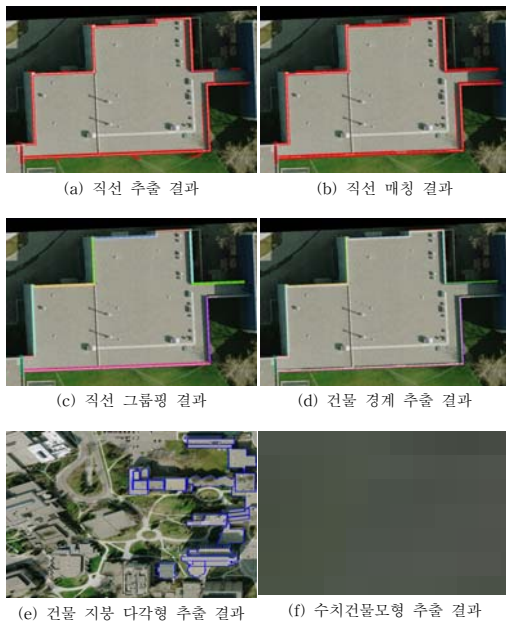 (a) 직선 추출 결과
(b) 직선 매칭 결과
(c) 직선 그룹핑 결과
(d) 건물 경계 추출 결과
(e) 건물 지붕 다각형 추출 결과
(f) 수치건물모형 추출 결과